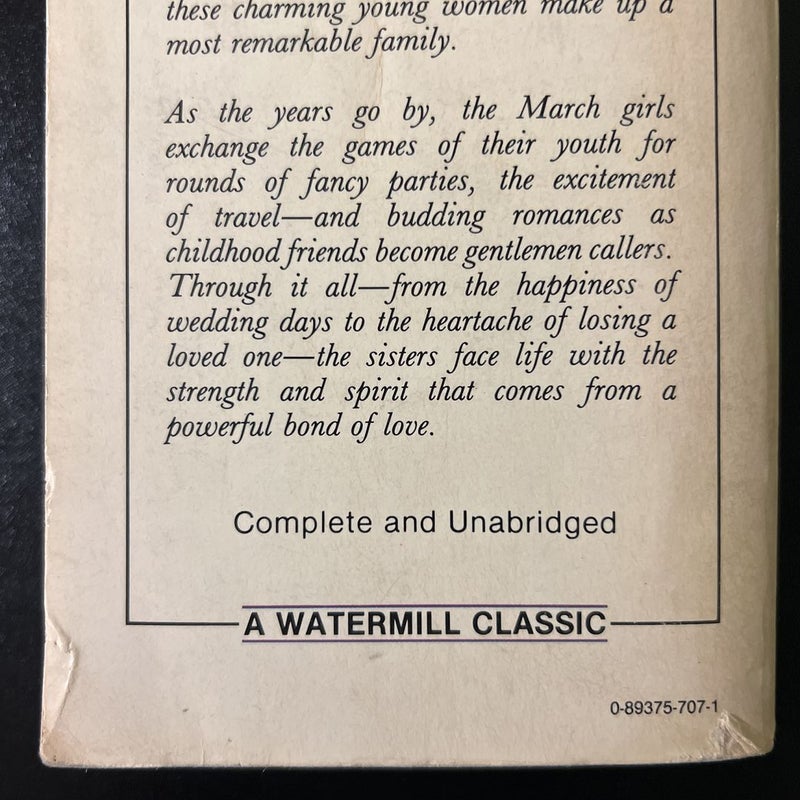 these charming young women make up a
most remarkable family.
As the years go by, the March girls
exchange the games of their youth for
rounds of fancy parties, the excitement
of travel—and budding romances as
childhood friends become gentlemen callers.
Through it all—from the happiness of
wedding days to the heartache of losing a
loved one—the sisters face life with the
strength and spirit that comes from a
powerful bond of love.
Complete and Unabridged
A WATERMILL CLASSIC
0-89375-707-1